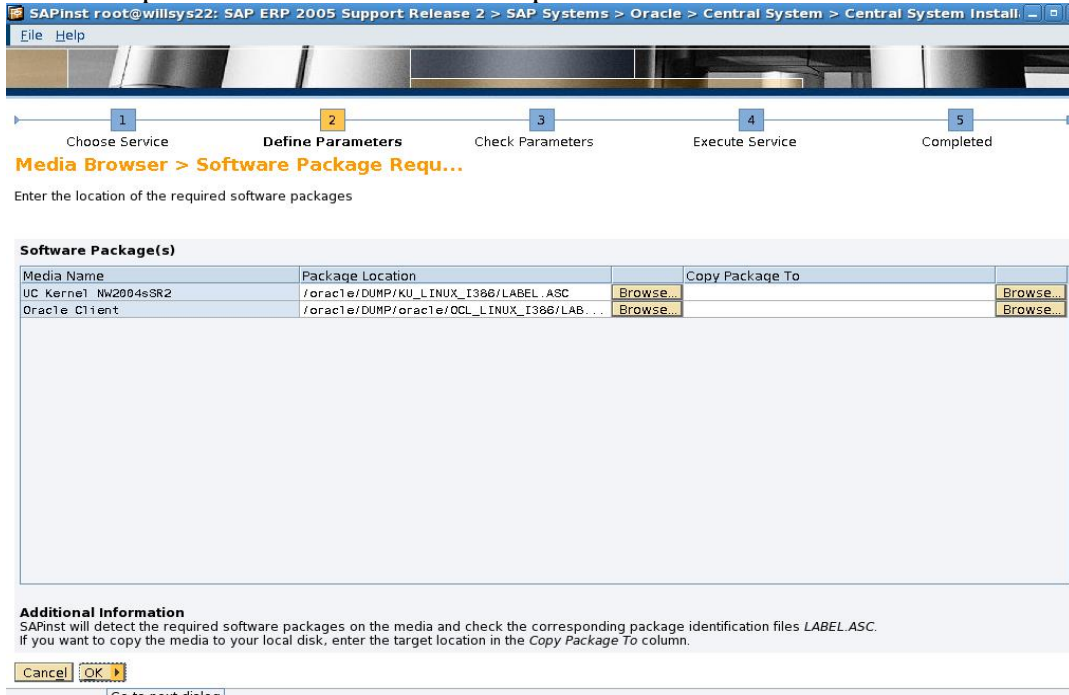 SAPinst root@willsys22: SAP ERP 2005 Support Release 2 > SAP Systems > Oracle > Central System > Central System Install
File Help
1 2 3 4 5
Choose Service Define Parameters Check Parameters Execute Service Completed
Media Browser > Software Package Requ...
Enter the location of the required software packages
Software Package(s)
Media Name Package Location Copy Package To
UC Kernel NW2004sSR2 /oracle/DUMP/KU_LINUX_I386/LABEL.ASC Browse... Browse...
Oracle Client /oracle/DUMP/oracle/OCL_LINUX_I386/LAB... Browse... Browse...
Additional Information
SAPinst will detect the required software packages on the media and check the corresponding package identification files LABEL.ASC.
If you want to copy the media to your local disk, enter the target location in the Copy Package To column.
Cancel OK
Go to next dialog